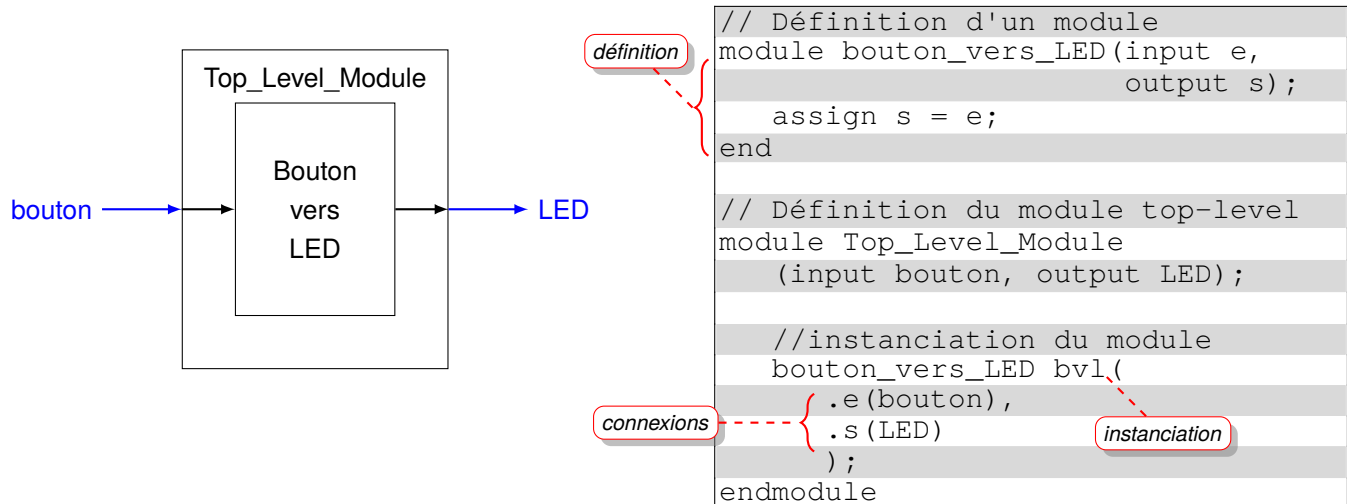 Top_Level_Module
Bouton
vers
LED
bouton
LED
définition
connexions
instanciation
// Définition d'un module
module bouton_vers_LED(input e,
                       output s);
   assign s = e;
end
// Définition du module top-level
module Top_Level_Module
   (input bouton, output LED);
   //instanciation du module
   bouton_vers_LED bvl(
      .e(bouton),
      .s(LED)
      );
endmodule